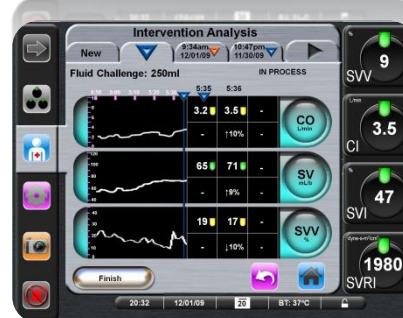 Intervention Analysis
New
9:34am
12/01/09
10:47pm
11/30/09
Fluid Challenge: 250ml
IN PROCESS
5:35 5:36
3.2 3.5 -
- ↑10% -
CO
L/min
65 71 -
- ↑9% -
SV
mL/b
19 17 -
- ↓10% -
SVV
%
Finish
20:32 12/01/09 20 BT: 37°C
%
9
SVV
L/min
3.5
CI
47
SVI
1980
SVRI